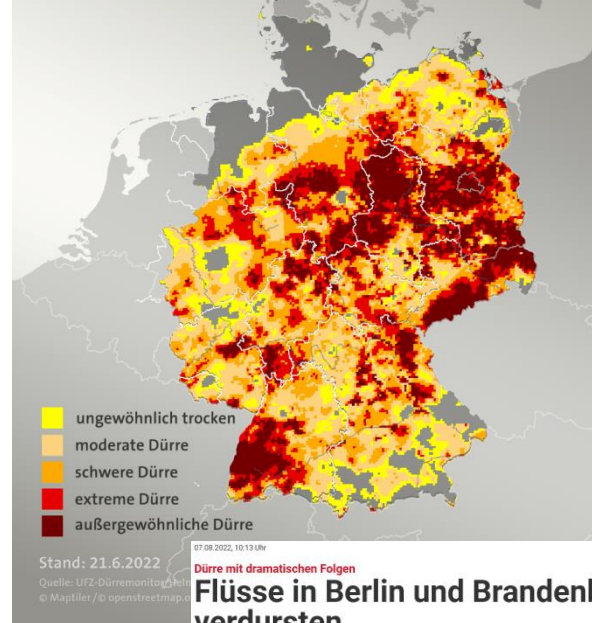 ungewöhnlich trocken
moderate Dürre
schwere Dürre
extreme Dürre
außergewöhnliche Dürre
Stand: 21.6.2022
Quelle: UFZ-Dürremonitor/Helm
© Maptiler/© openstreetmap.o
07.08.2022, 10:13 Uhr
Dürre mit dramatischen Folgen
Flüsse in Berlin und Brandenb
verdursten